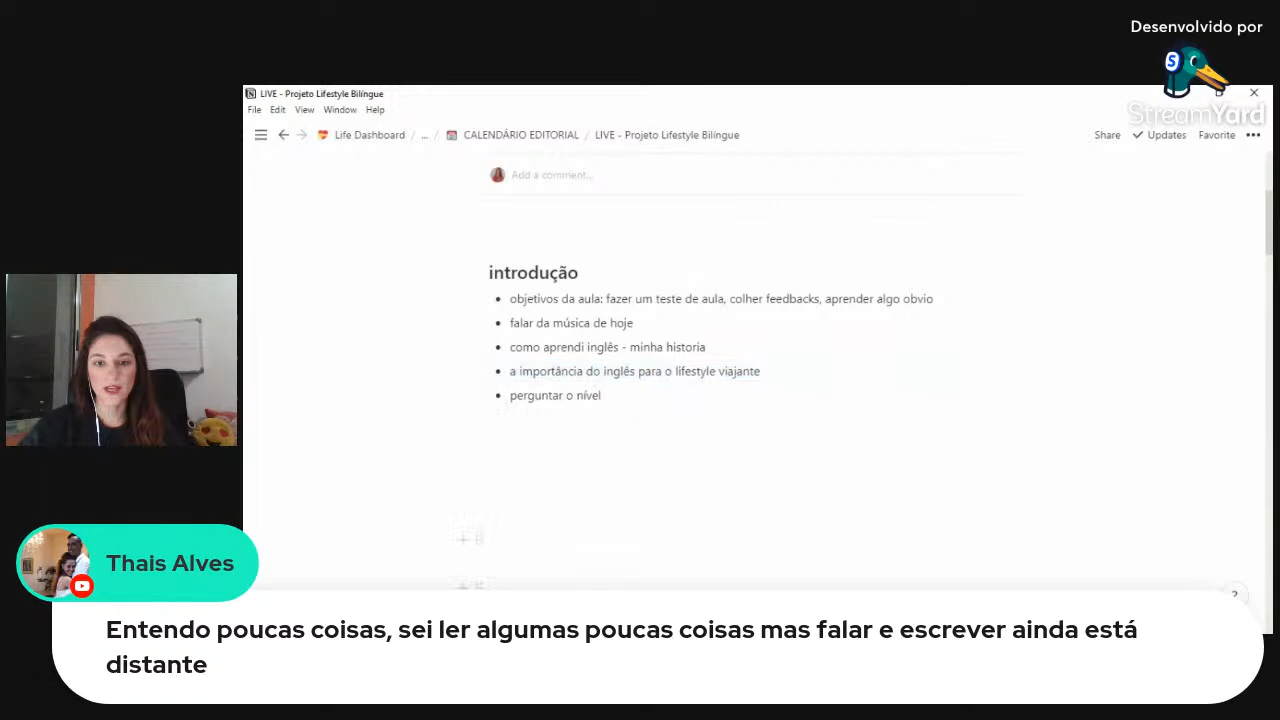 Desenvolvido por
S
StreamYard
LIVE - Projeto Lifestyle Bilíngue
File Edit View Window Help
Life Dashboard / ... / CALENDÁRIO EDITORIAL / LIVE - Projeto Lifestyle Bilíngue
Share Updates Favorite •••
Add a comment...
introdução
• objetivos da aula: fazer um teste de aula, colher feedbacks, aprender algo obvio
• falar da música de hoje
• como aprendi inglês - minha historia
• a importância do inglês para o lifestyle viajante
• perguntar o nível
?
Thais Alves
Entendo poucas coisas, sei ler algumas poucas coisas mas falar e escrever ainda está
distante